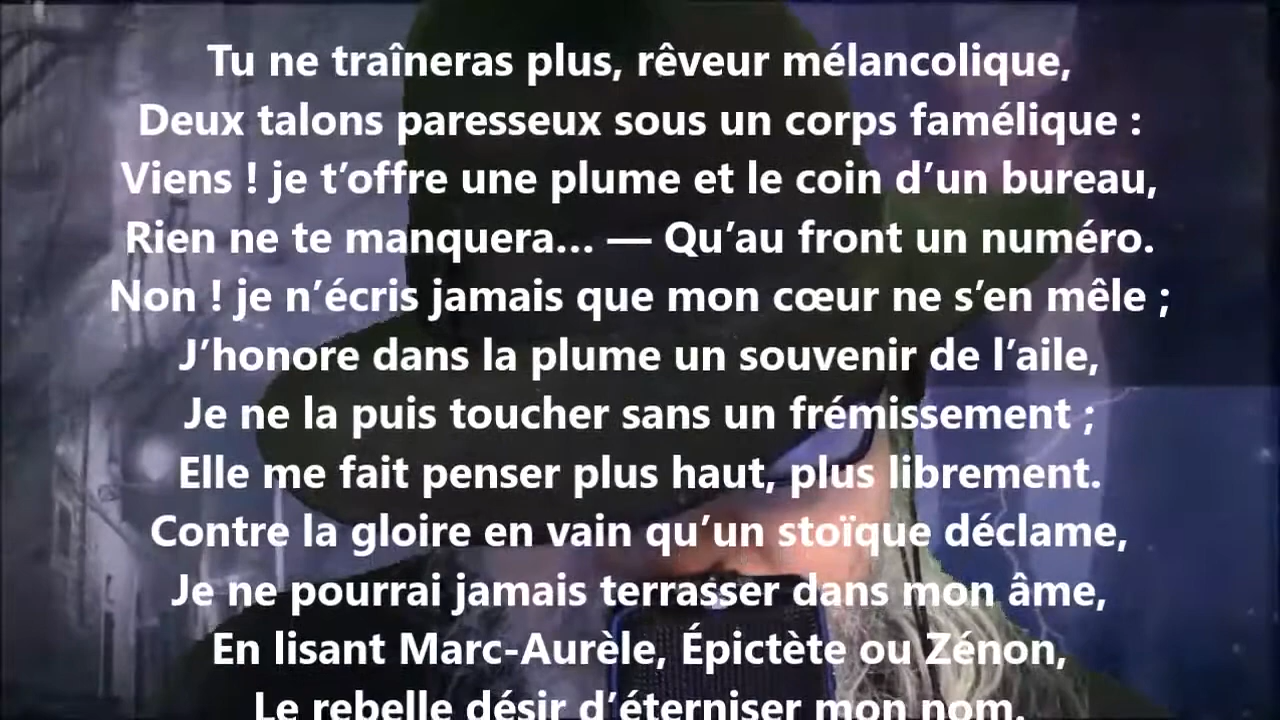 Tu ne traîneras plus, rêveur mélancolique,
Deux talons paresseux sous un corps famélique :
Viens ! je t’offre une plume et le coin d’un bureau,
Rien ne te manquera... — Qu’au front un numéro.
Non ! je n’écris jamais que mon cœur ne s’en mêle ;
J’honore dans la plume un souvenir de l’aile,
Je ne la puis toucher sans un frémissement ;
Elle me fait penser plus haut, plus librement.
Contre la gloire en vain qu’un stoïque déclame,
Je ne pourrai jamais terrasser dans mon âme,
En lisant Marc-Aurèle, Épictète ou Zénon,
Le rebelle désir d’éterniser mon nom.